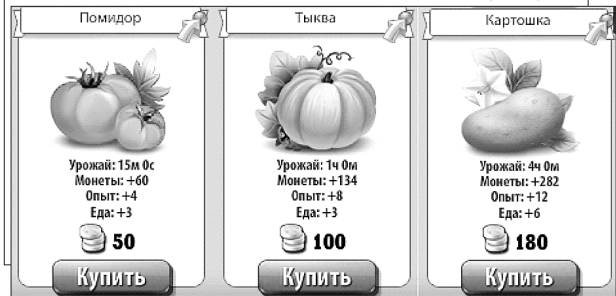 Помидор
Урожай: 15м 0с
Монеты: +60
Опыт: +4
Еда: +3
50
Купить
Тыква
Урожай: 1ч 0м
Монеты: +134
Опыт: +8
Еда: +3
100
Купить
Картошка
Урожай: 4ч 0м
Монеты: +282
Опыт: +12
Еда: +6
180
Купить